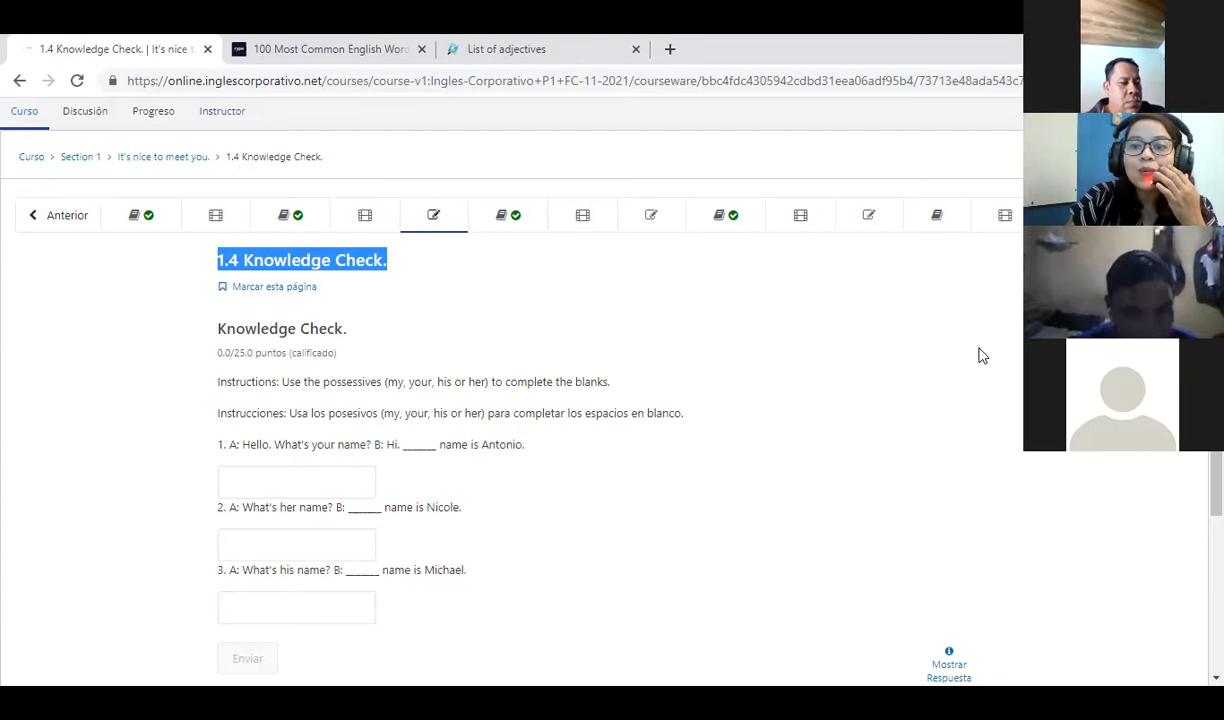 1.4 Knowledge Check. | It's nice t
100 Most Common English Word
List of adjectives
https://online.inglescorporativo.net/courses/course-v1:Ingles-Corporativo+P1+FC-11-2021/courseware/bbc4fdc4305942cdbd31eea06adf95b4/73713e48ada543c7
Curso Discusión Progreso Instructor
Curso > Section 1 > It's nice to meet you. > 1.4 Knowledge Check.
Anterior
1.4 Knowledge Check.
Marcar esta página
Knowledge Check.
0.0/25.0 puntos (calificado)
Instructions: Use the possessives (my, your, his or her) to complete the blanks.
Instrucciones: Usa los posesivos (my, your, his or her) para completar los espacios en blanco.
1. A: Hello. What's your name? B: Hi. ______ name is Antonio.
2. A: What's her name? B: ______ name is Nicole.
3. A: What's his name? B: ______ name is Michael.
Enviar
Mostrar
Respuesta